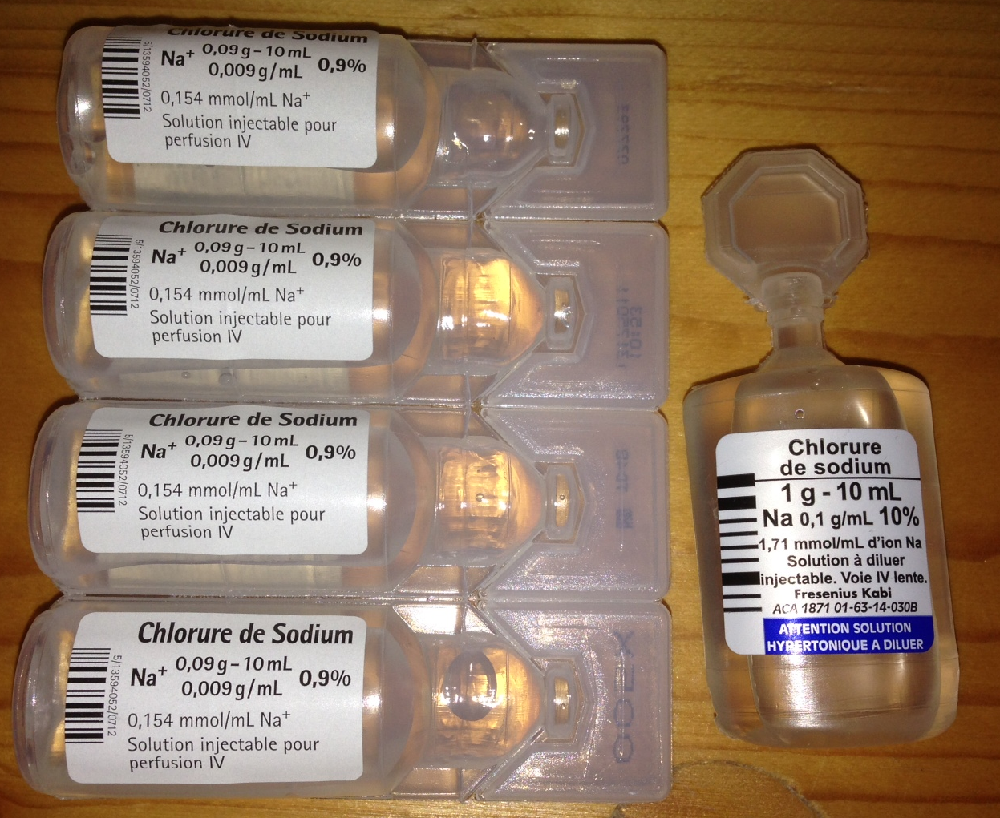 Chlorure de Sodium
Na⁺ 0,09 g – 10 mL 0,9%
0,009 g/mL
0,154 mmol/mL Na⁺
Solution injectable pour
perfusion IV
5/13594052/0712
Chlorure de Sodium
Na⁺ 0,09 g – 10 mL 0,9%
0,009 g/mL
0,154 mmol/mL Na⁺
Solution injectable pour
perfusion IV
5/13594052/0712
Chlorure de Sodium
Na⁺ 0,09 g – 10 mL 0,9%
0,009 g/mL
0,154 mmol/mL Na⁺
Solution injectable pour
perfusion IV
5/13594052/0712
Chlorure de Sodium
Na⁺ 0,09 g – 10 mL 0,9%
0,009 g/mL
0,154 mmol/mL Na⁺
Solution injectable pour
perfusion IV
5/13594052/0712
Chlorure
de sodium
1 g - 10 mL
Na 0,1 g/mL 10%
1,71 mmol/mL d'ion Na
Solution à diluer
injectable. Voie IV lente.
Fresenius Kabi
ACA 1871 01-63-14-030B
ATTENTION SOLUTION
HYPERTONIQUE A DILUER